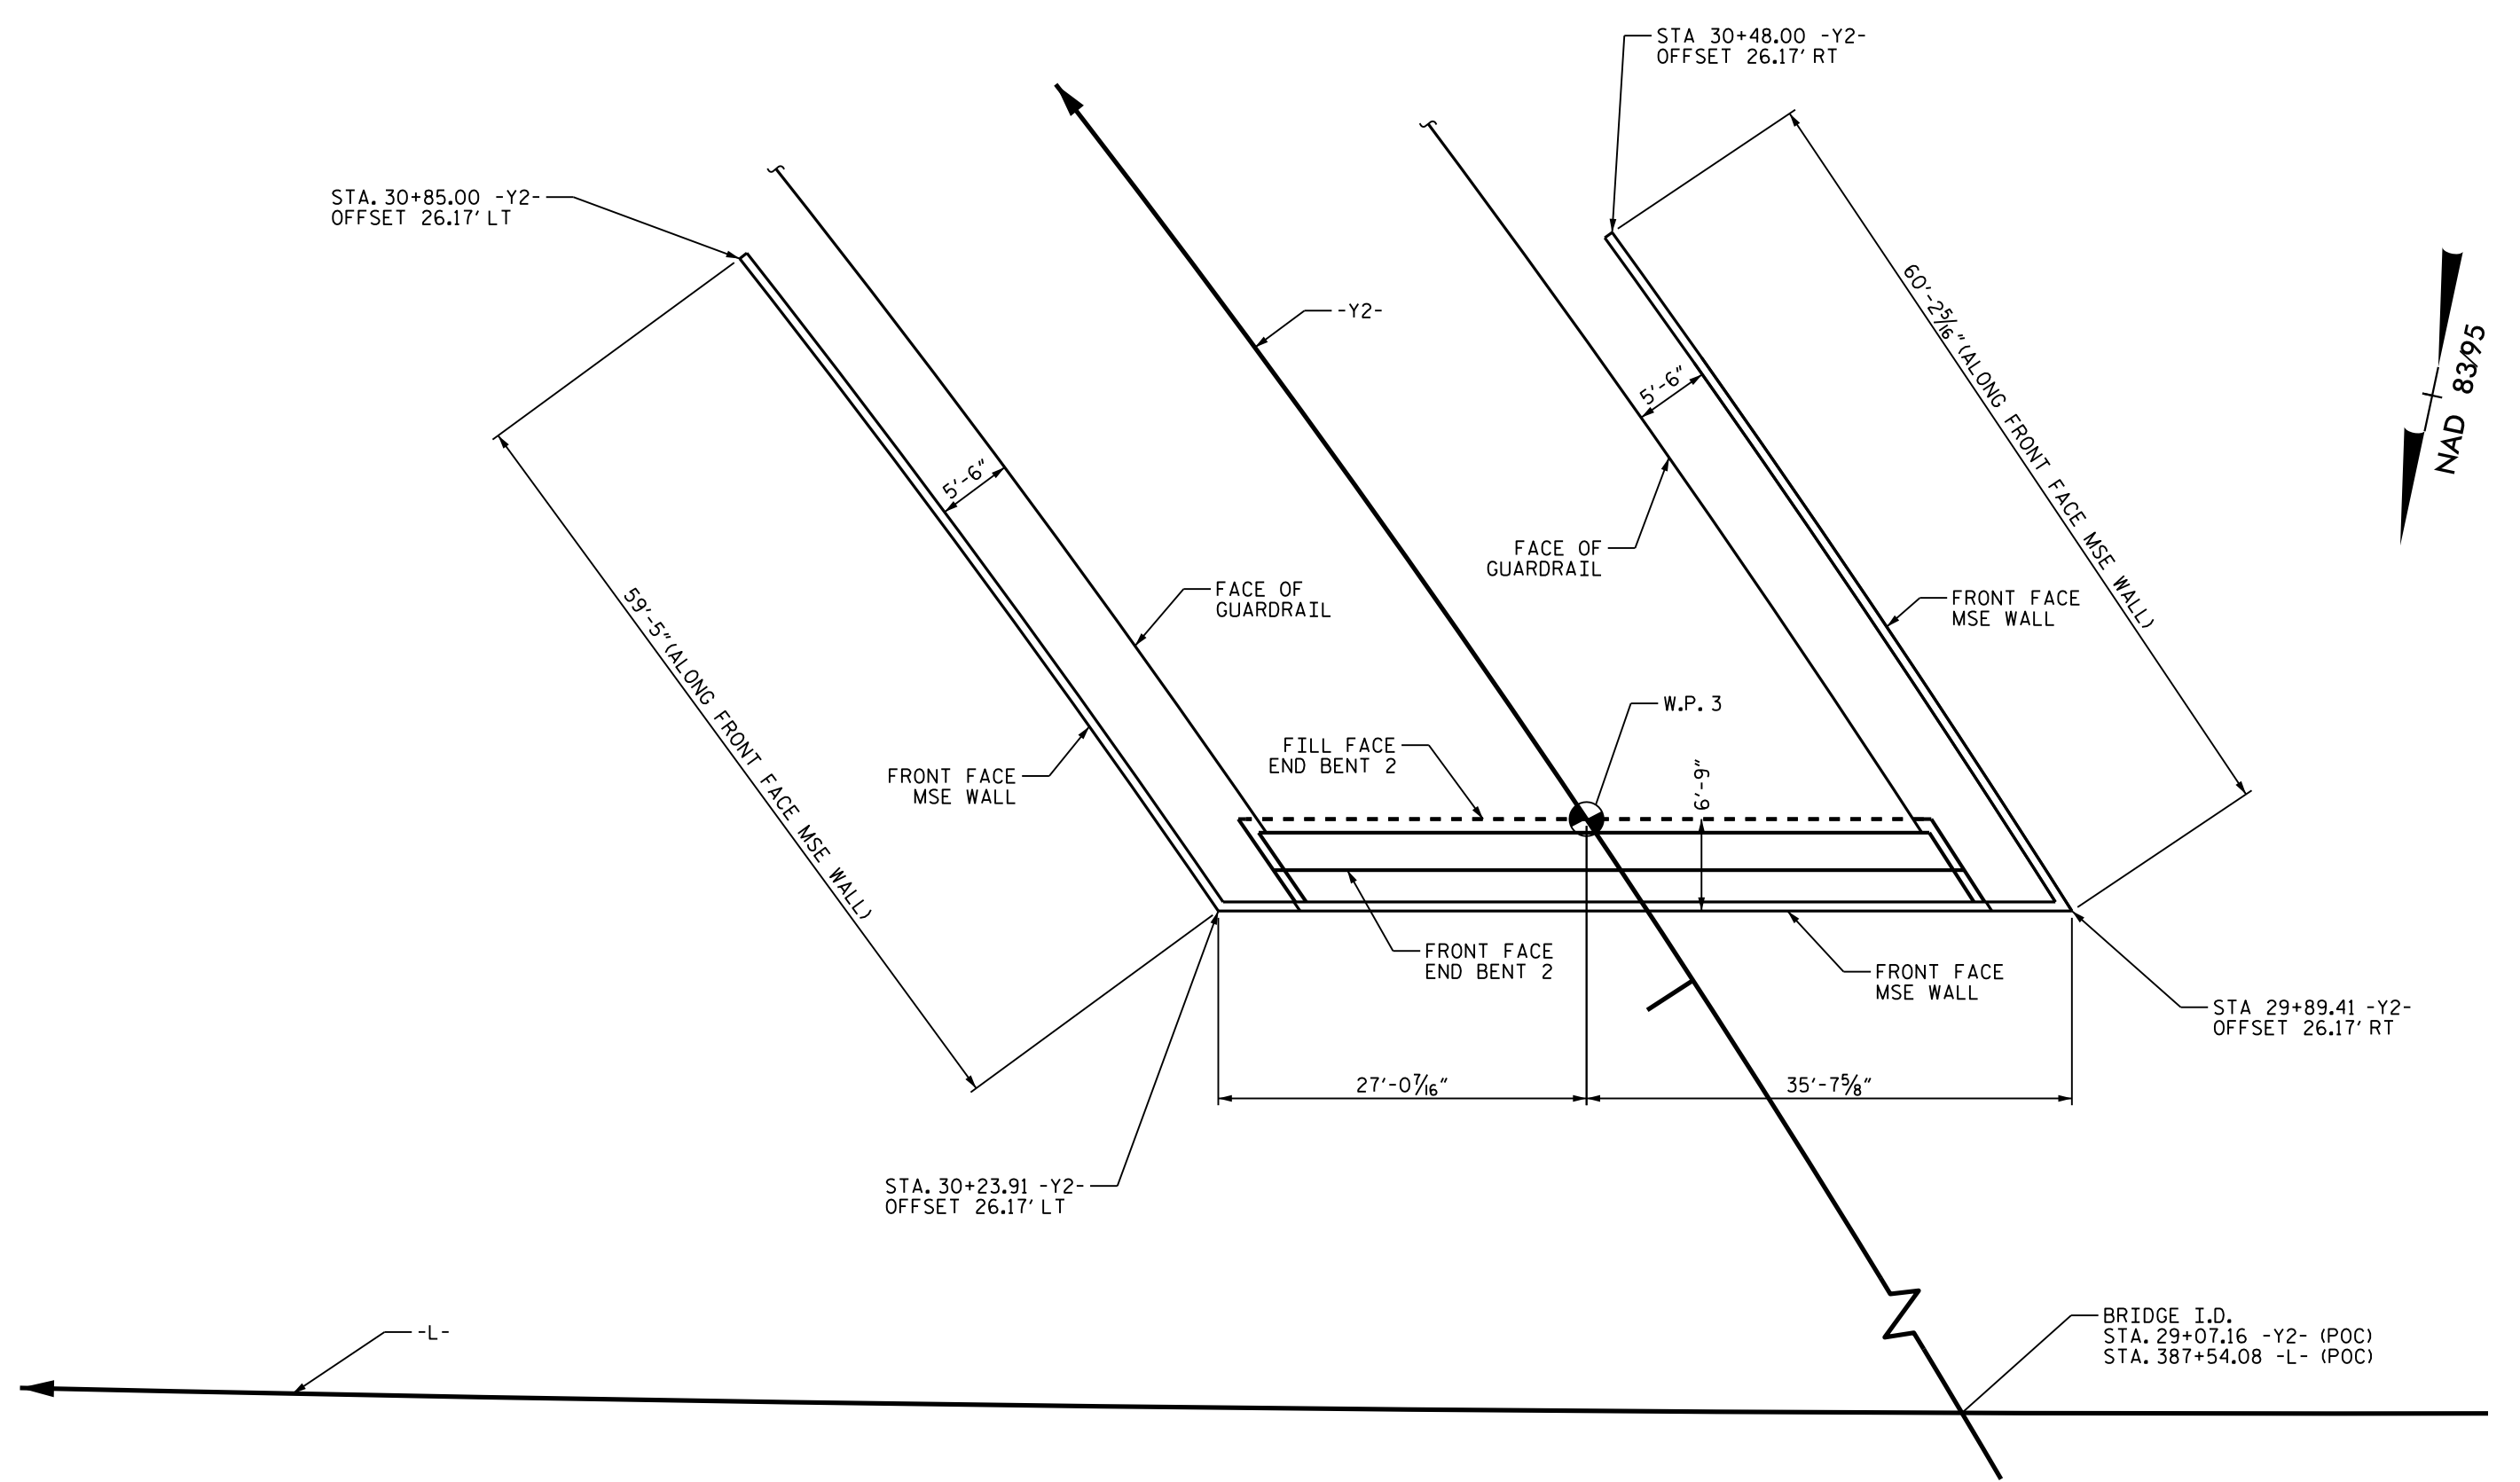 STA 30+48.00 -Y2-
OFFSET 26.17' RT
STA. 30+85.00 -Y2-
OFFSET 26.17' LT
-Y2-
60'-2 5/16" (ALONG FRONT FACE MSE WALL)
NAD 83/95
5'-6"
5'-6"
FACE OF
GUARDRAIL
FACE OF
GUARDRAIL
FRONT FACE
MSE WALL
59'-5" (ALONG FRONT FACE MSE WALL)
W.P. 3
FILL FACE
END BENT 2
6'-9"
FRONT FACE
MSE WALL
FRONT FACE
END BENT 2
FRONT FACE
MSE WALL
STA 29+89.41 -Y2-
OFFSET 26.17' RT
27'-0 7/16"
35'-7 5/8"
STA. 30+23.91 -Y2-
OFFSET 26.17' LT
-L-
BRIDGE I.D.
STA. 29+07.16 -Y2- (POC)
STA. 387+54.08 -L- (POC)